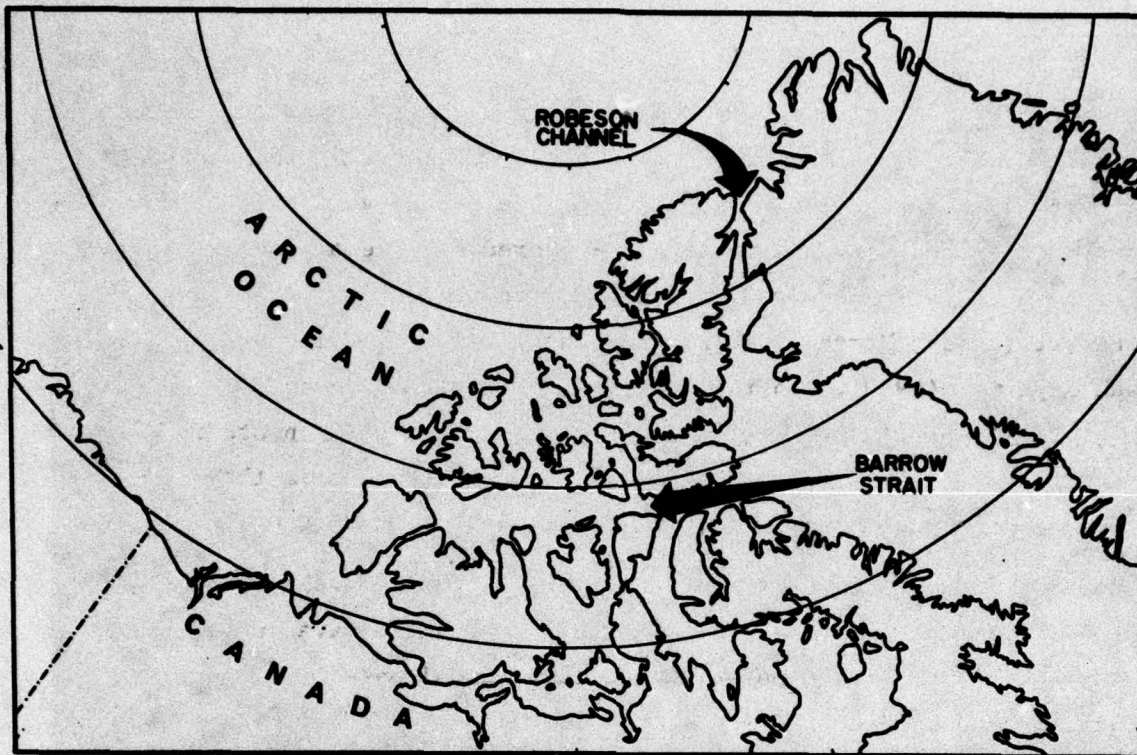 ROBESON
CHANNEL
ARCTIC
OCEAN
BARROW
STRAIT
CANADA